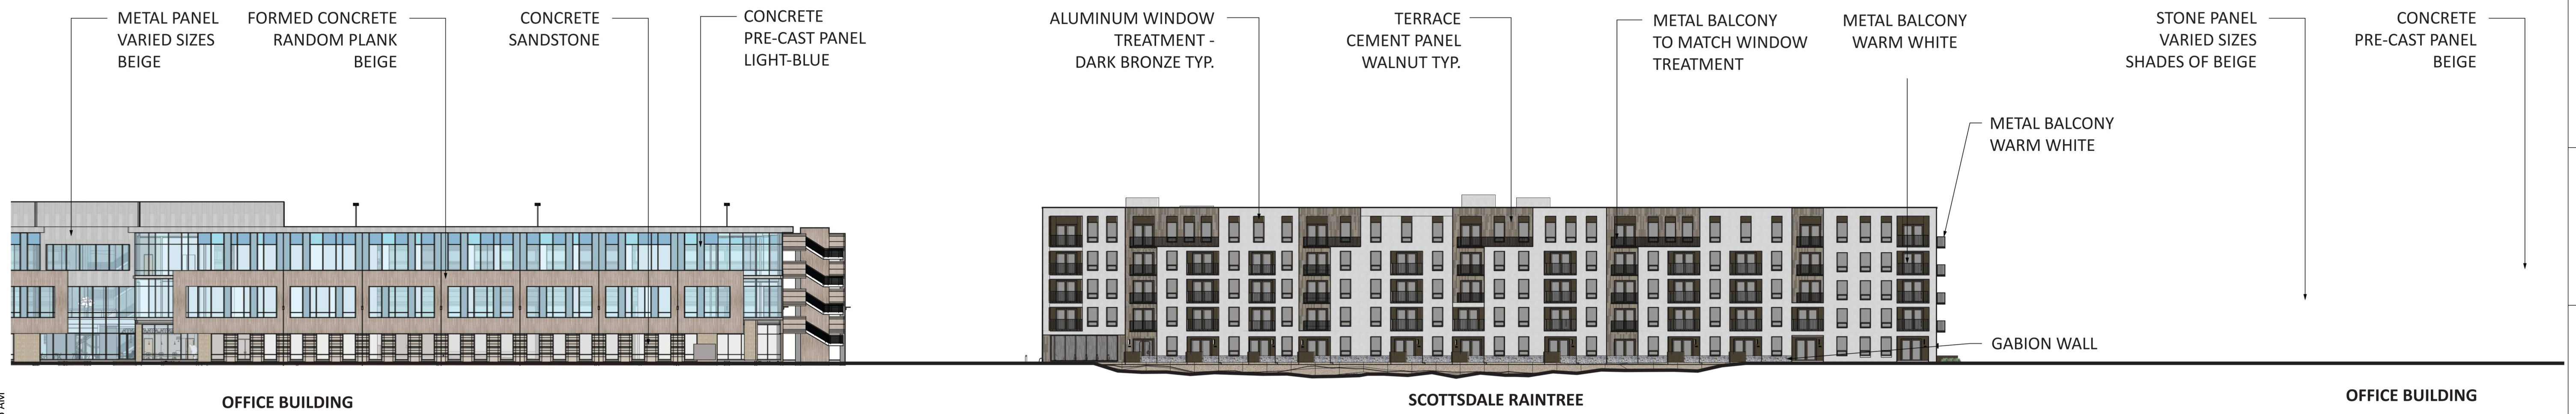 METAL PANEL
VARIED SIZES
BEIGE
FORMED CONCRETE
RANDOM PLANK
BEIGE
CONCRETE
SANDSTONE
CONCRETE
PRE-CAST PANEL
LIGHT-BLUE
ALUMINUM WINDOW
TREATMENT -
DARK BRONZE TYP.
TERRACE
CEMENT PANEL
WALNUT TYP.
METAL BALCONY
TO MATCH WINDOW
TREATMENT
METAL BALCONY
WARM WHITE
METAL BALCONY
WARM WHITE
STONE PANEL
VARIED SIZES
SHADES OF BEIGE
CONCRETE
PRE-CAST PANEL
BEIGE
GABION WALL
OFFICE BUILDING
SCOTTSDALE RAINTREE
OFFICE BUILDING
AM